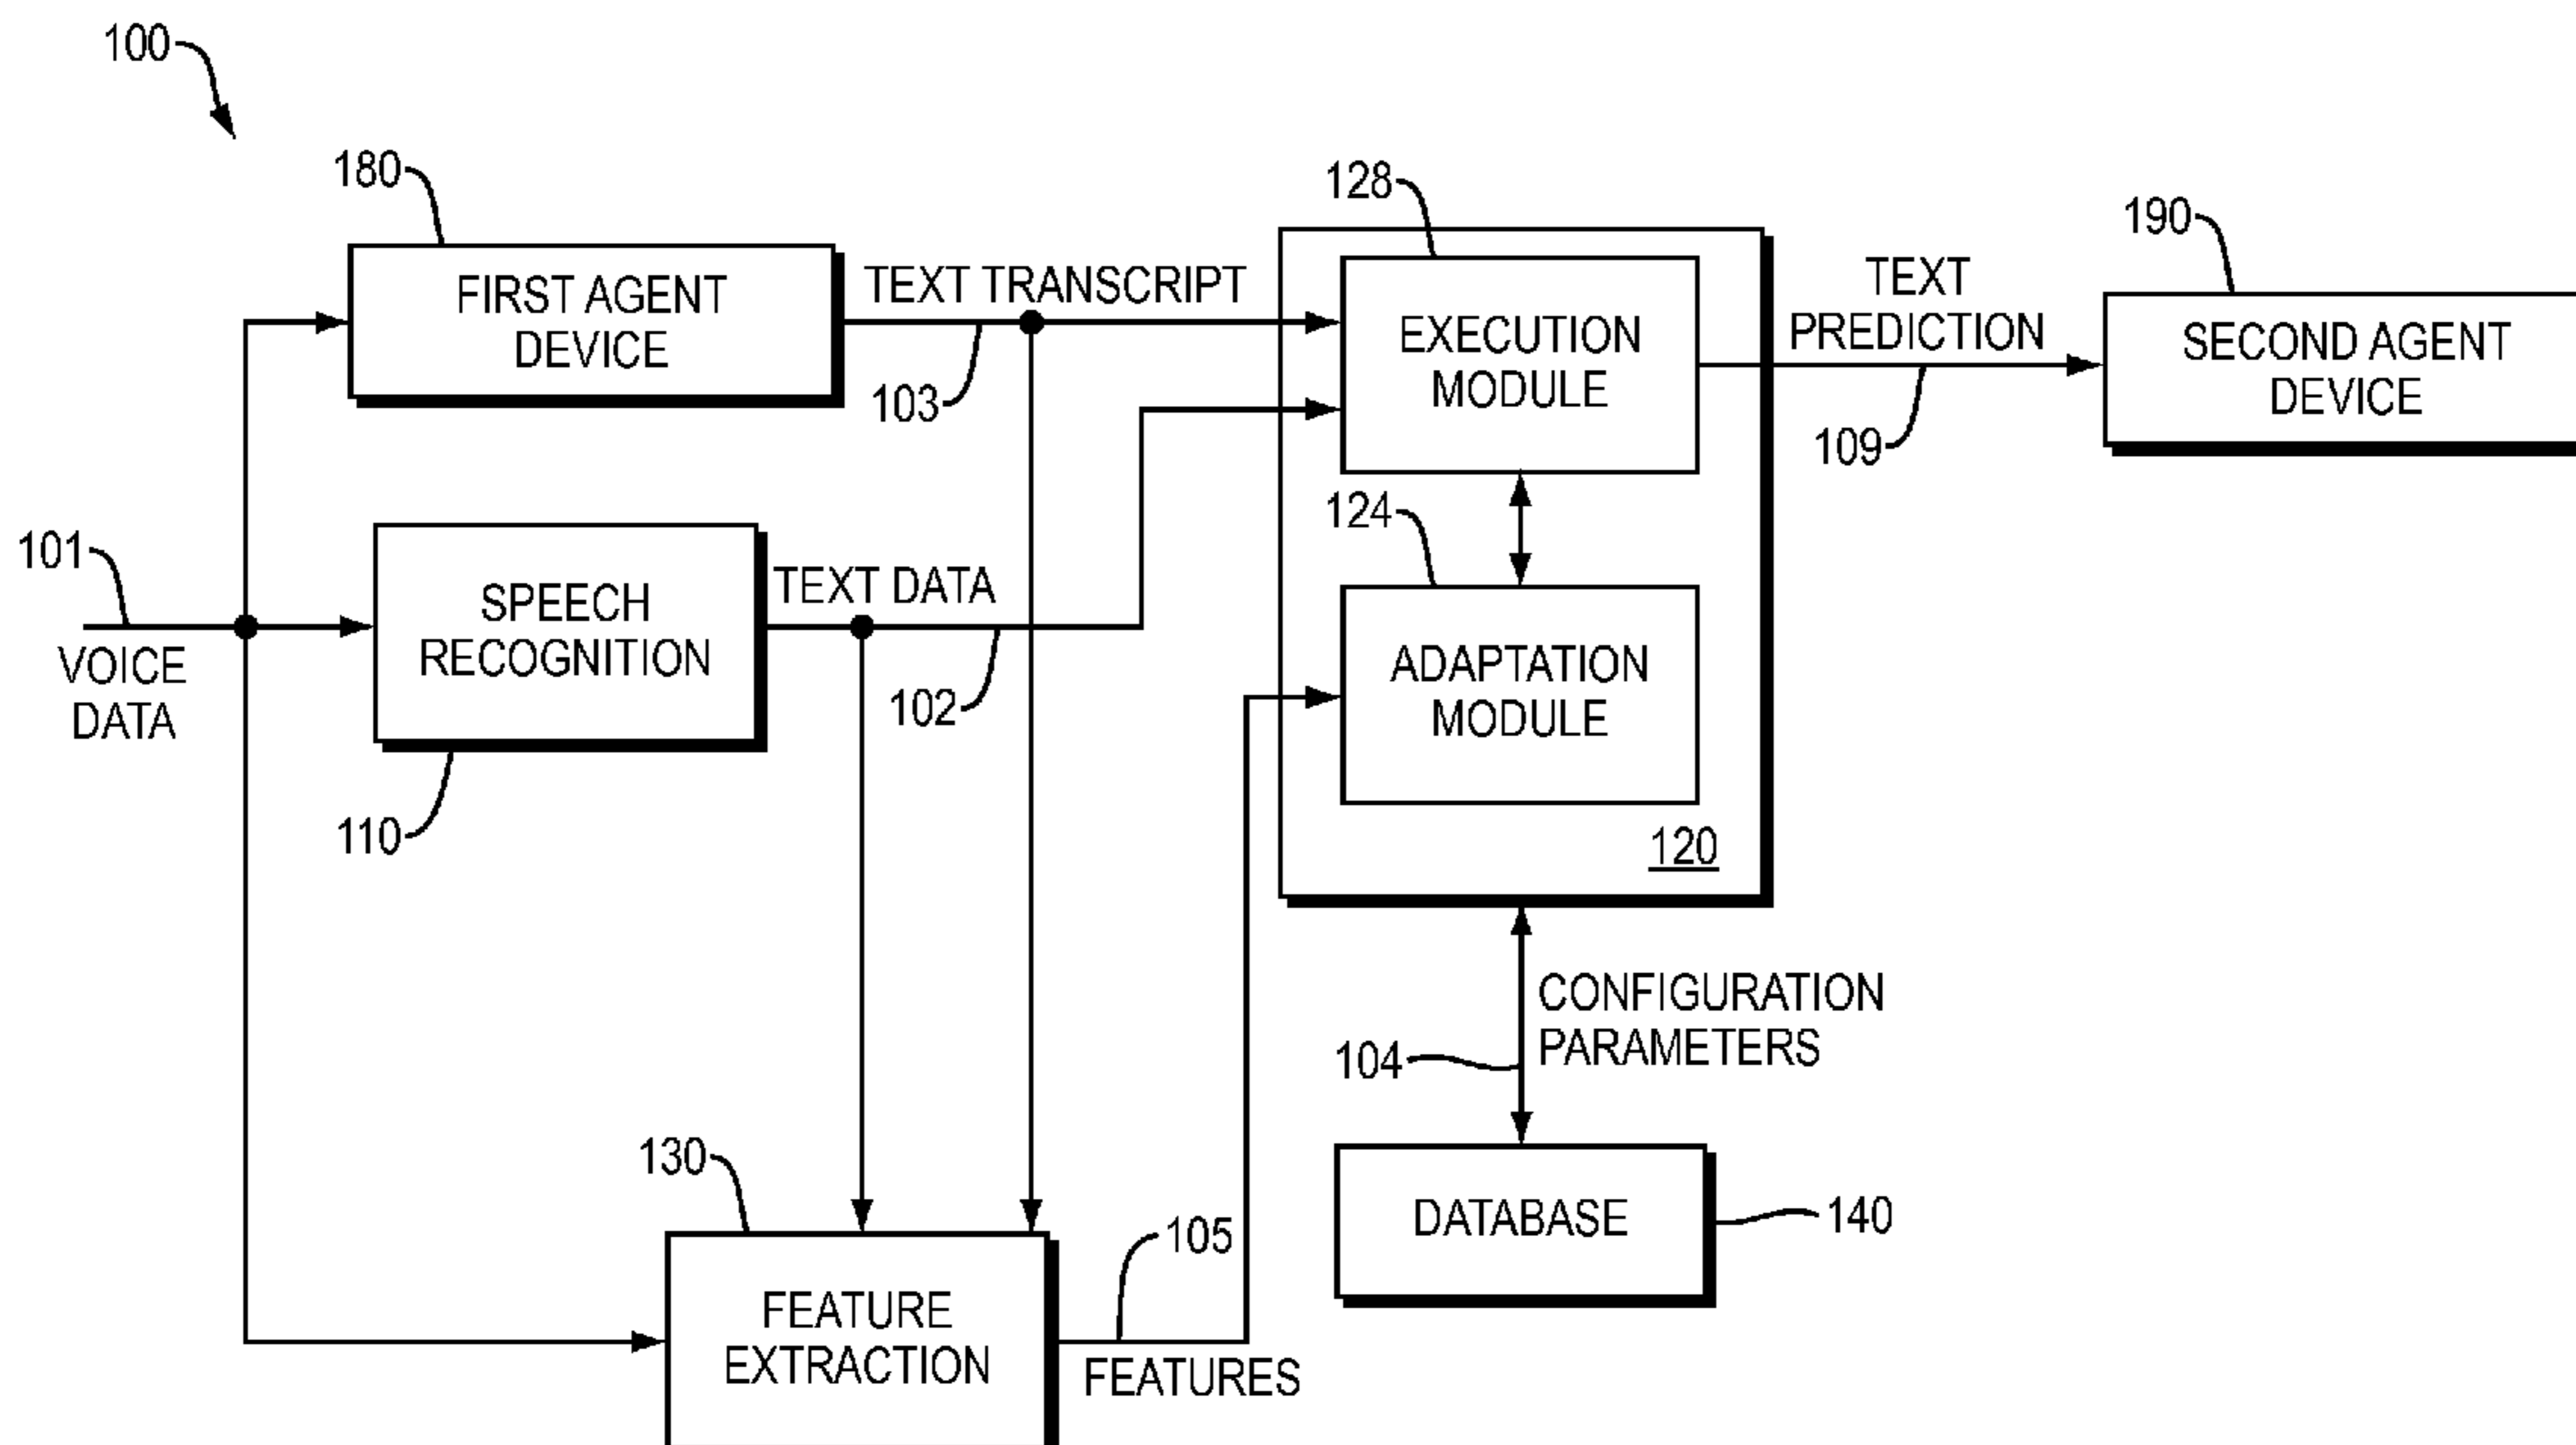 100
180
FIRST AGENT
DEVICE
TEXT TRANSCRIPT
103
128
EXECUTION
MODULE
TEXT
PREDICTION
109
190
SECOND AGENT
DEVICE
101
VOICE
DATA
SPEECH
RECOGNITION
110
TEXT DATA
102
124
ADAPTATION
MODULE
120
CONFIGURATION
PARAMETERS
104
130
FEATURE
EXTRACTION
105
FEATURES
DATABASE
140